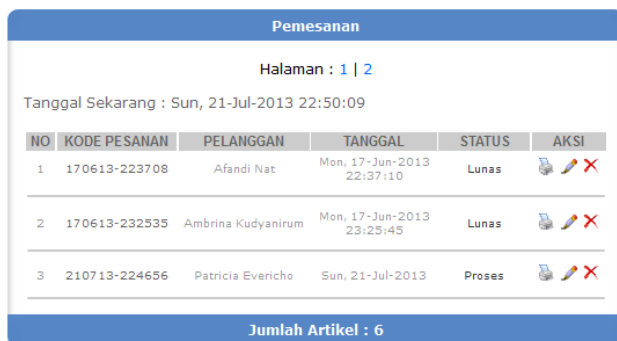 Pemesanan
Halaman : 1 | 2
Tanggal Sekarang : Sun, 21-Jul-2013 22:50:09
NO KODE PESANAN PELANGGAN TANGGAL STATUS AKSI
1 170613-223708 Afandi Nat Mon, 17-Jun-2013 22:37:10 Lunas
2 170613-232535 Ambrina Kudyanirum Mon, 17-Jun-2013 23:25:45 Lunas
3 210713-224656 Patricia Evericho Sun, 21-Jul-2013 Proses
Jumlah Artikel : 6